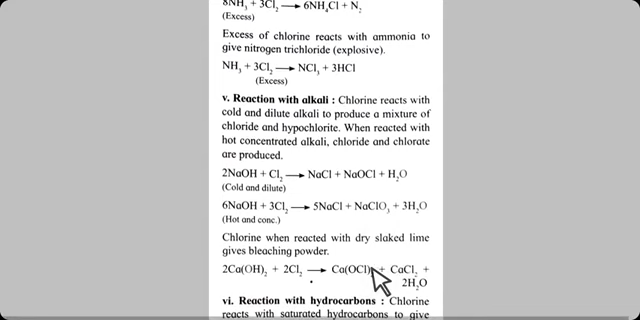 8NH₃ + 3Cl₂ ⟶ 6NH₄Cl + N₂
(Excess)
Excess of chlorine reacts with ammonia to
give nitrogen trichloride (explosive).
NH₃ + 3Cl₂ ⟶ NCl₃ + 3HCl
(Excess)
v. Reaction with alkali : Chlorine reacts with
cold and dilute alkali to produce a mixture of
chloride and hypochlorite. When reacted with
hot concentrated alkali, chloride and chlorate
are produced.
2NaOH + Cl₂ ⟶ NaCl + NaOCl + H₂O
(Cold and dilute)
6NaOH + 3Cl₂ ⟶ 5NaCl + NaClO₃ + 3H₂O
(Hot and conc.)
Chlorine when reacted with dry slaked lime
gives bleaching powder.
2Ca(OH)₂ + 2Cl₂ ⟶ Ca(OCl) + CaCl₂ +
2H₂O
vi. Reaction with hydrocarbons : Chlorine
reacts with saturated hydrocarbons to give